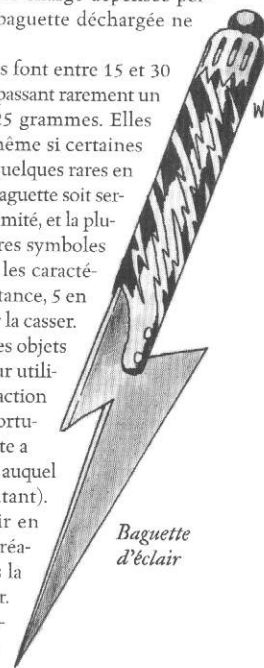 baguette déchargée ne
s font entre 15 et 30
passant rarement un
25 grammes. Elles
même si certaines
quelques rares en
baguette soit ser-
mité, et la plu-
res symboles
les caracté-
tance, 5 en
r la casser.
es objets
ur utili-
action
ortu-
te a
auquel
tant).
ir en
réa-
s la
r.
-
Baguette
d'éclair